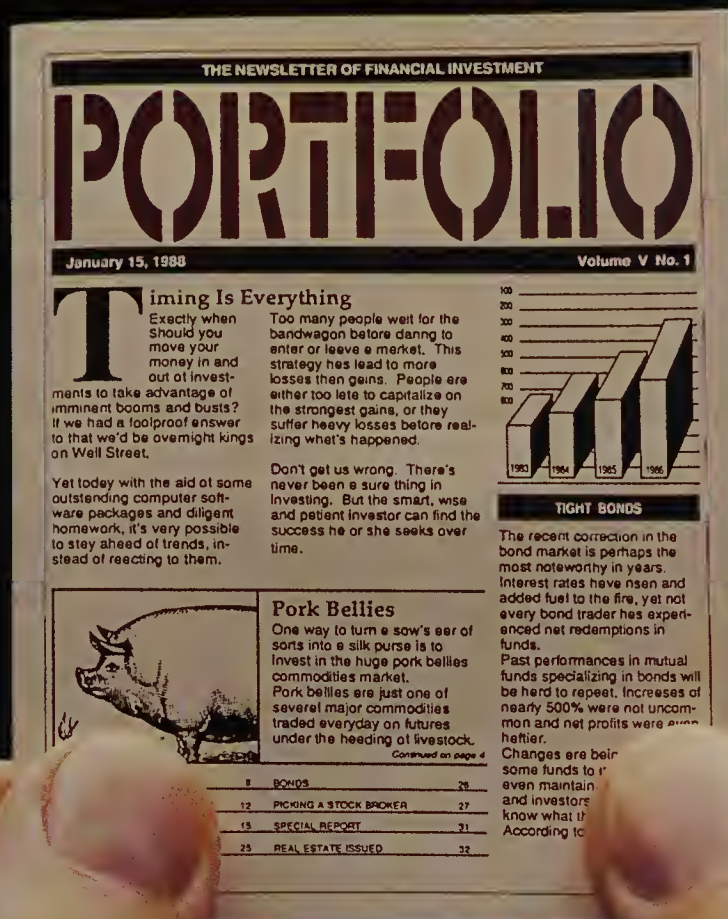 THE NEWSLETTER OF FINANCIAL INVESTMENT
PORTFOLIO
January 15, 1988
Volume V No. 1
Timing Is Everything
Exactly when
should you
move your
money in and
out of invest-
ments to take advantage of
imminent booms and busts?
If we had a foolproof answer
to that we'd be overnight kings
on Wall Street.
Yet today with the aid of some
outstanding computer soft-
ware packages and diligent
homework, it's very possible
to stay ahead of trends, in-
stead of reacting to them.
Too many people wait for the
bandwagon before daring to
enter or leave a market. This
strategy has lead to more
losses then gains. People are
either too late to capitalize on
the strongest gains, or they
suffer heavy losses before real-
izing what's happened.
Don't get us wrong. There's
never been a sure thing in
Investing. But the smart, wise
and patient investor can find the
success he or she seeks over
time.
100
200
300
400
500
600
700
800
1983 1984 1985 1986
TIGHT BONDS
The recent correction in the
bond market is perhaps the
most noteworthy in years.
Interest rates have risen and
added fuel to the fire, yet not
every bond trader has experi-
enced net redemptions in
funds.
Past performances in mutual
funds specializing in bonds will
be hard to repeat. Increases of
nearly 500% were not uncom-
mon and net profits were even
heftier.
Changes are
some funds to
even maintain
and investors
know what
According to
Pork Bellies
One way to turn a sow's ear of
sorts into a silk purse is to
Invest in the huge pork bellies
commodities market.
Pork bellies are just one of
several major commodities
traded everyday on futures
under the heading of livestock.
Continued on page 4
8 BONDS 26
12 PICKING A STOCK BROKER 27
15 SPECIAL REPORT 31
25 REAL ESTATE ISSUED 32